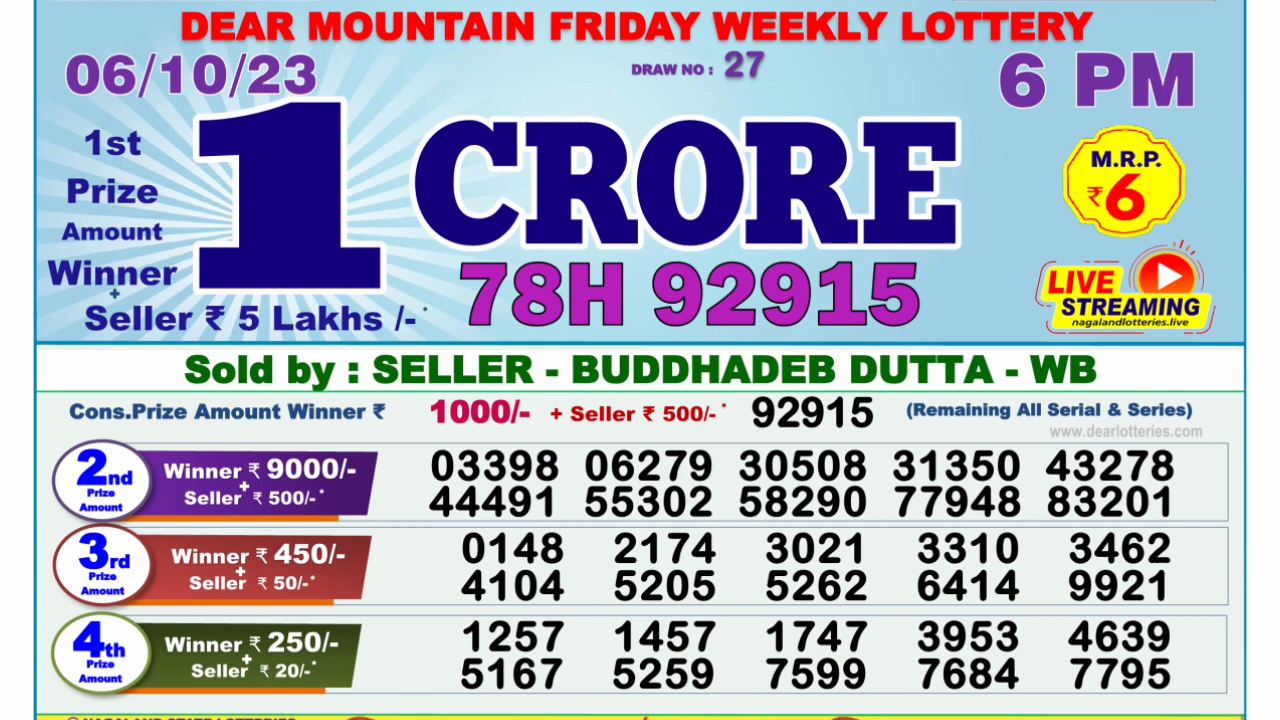 DEAR MOUNTAIN FRIDAY WEEKLY LOTTERY
06/10/23
DRAW NO : 27
6 PM
1st
Prize
Amount
Winner
+
Seller ₹ 5 Lakhs /- *
1 CRORE
78H 92915
M.R.P.
₹ 6
LIVE
STREAMING
nagalandlotteries.live
Sold by : SELLER - BUDDHADEB DUTTA - WB
Cons.Prize Amount Winner ₹ 1000/- + Seller ₹ 500/- * 92915 (Remaining All Serial & Series)
www.dearlotteries.com
2nd
Prize
Amount
Winner ₹ 9000/-
+
Seller ₹ 500/- *
03398 06279 30508 31350 43278
44491 55302 58290 77948 83201
3rd
Prize
Amount
Winner ₹ 450/-
+
Seller ₹ 50/- *
0148 2174 3021 3310 3462
4104 5205 5262 6414 9921
4th
Prize
Amount
Winner ₹ 250/-
+
Seller ₹ 20/- *
1257 1457 1747 3953 4639
5167 5259 7599 7684 7795